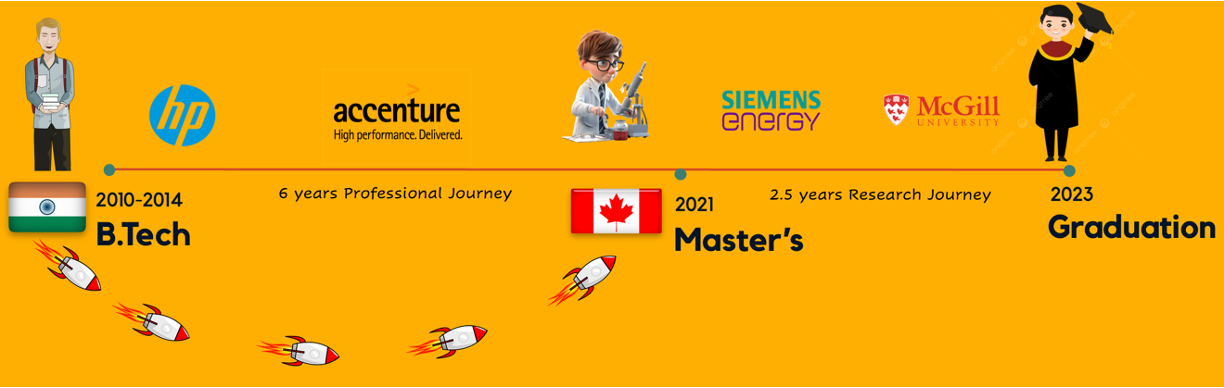 hp
accenture
High performance. Delivered.
SIEMENS
energy
McGill
UNIVERSITY
2010-2014
B.Tech
6 years Professional Journey
2021
Master's
2.5 years Research Journey
2023
Graduation